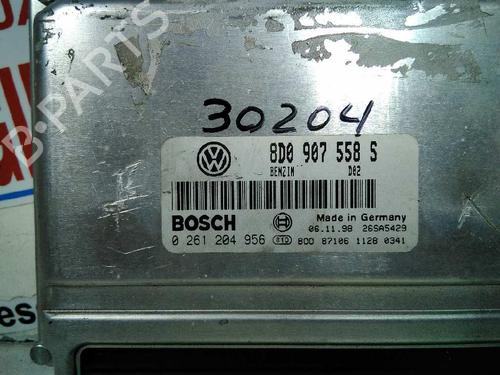 30204
8D0 907 558 S
BENZIN D02
BOSCH
Made in Germany
06.11.98 26SA5429
0 261 204 956
800 87106 1128 0341
B-PARTS